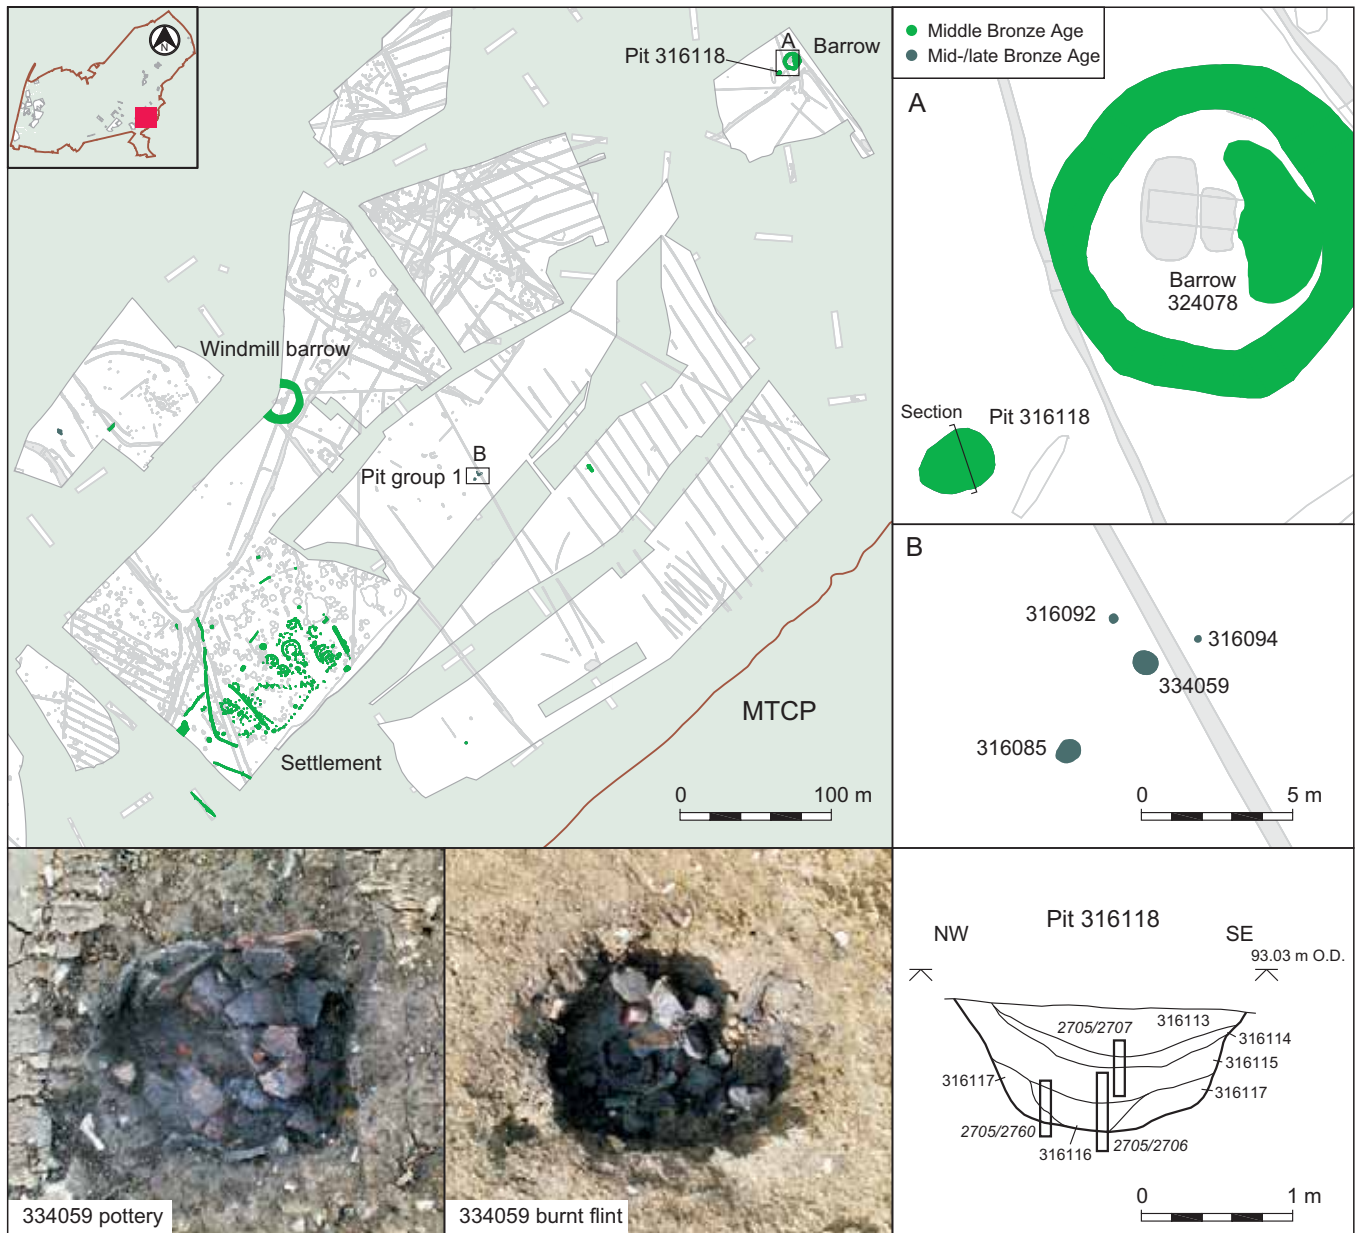 N
Pit 316118
A
Barrow
Windmill barrow
B
Pit group 1
MTCP
Settlement
0
100 m
Middle Bronze Age
Mid-/late Bronze Age
A
Barrow
324078
Section
Pit 316118
B
316092
316094
334059
316085
0
5 m
334059 pottery
334059 burnt flint
Pit 316118
NW
SE
93.03 m O.D.
2705/2707
316113
316114
316115
316117
316117
2705/2760
316116
2705/2706
0
1 m